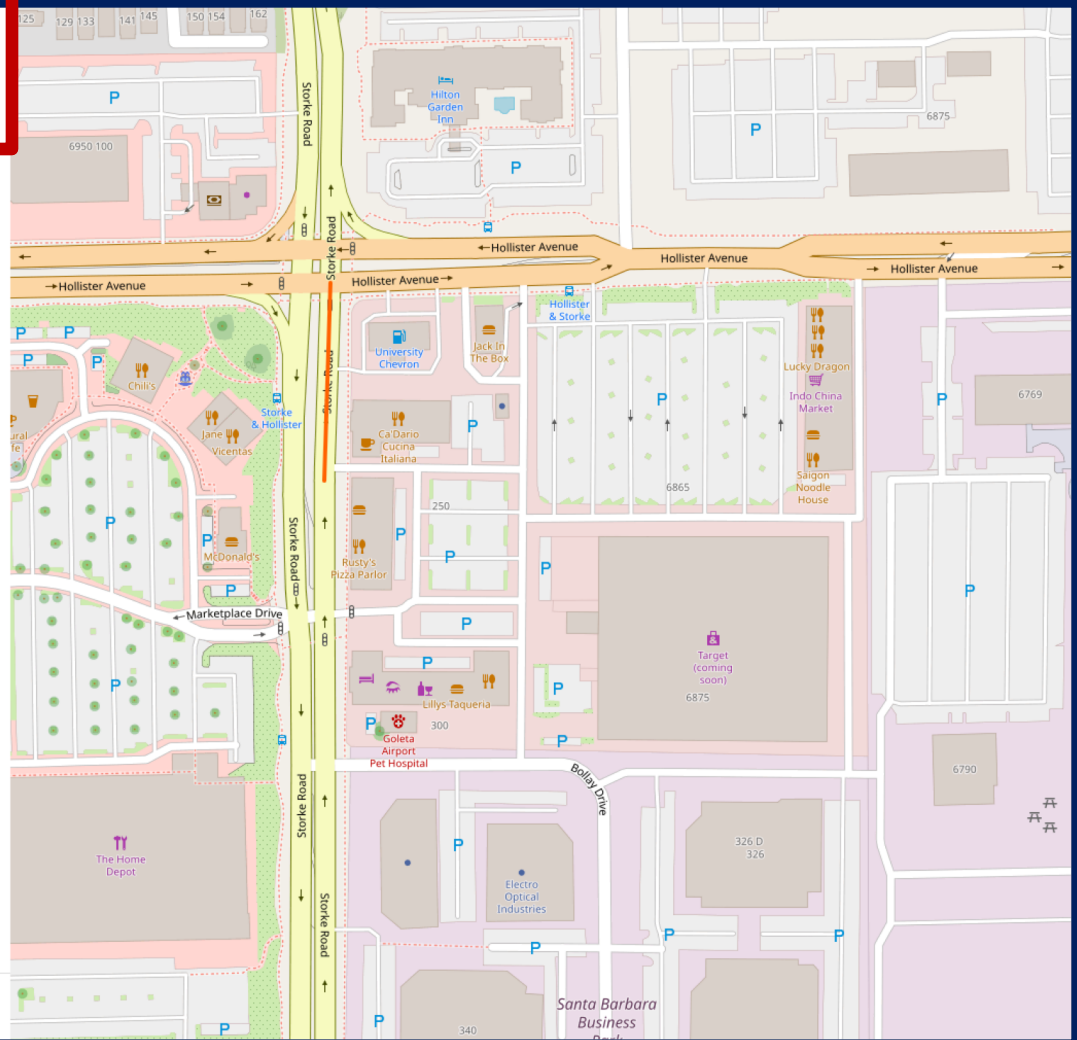 125
129 133
141 145
150 154
162
P
6950 100
Storke Road
Hilton
Garden
Inn
P
P
6875
Storke Road
Hollister Avenue
Hollister Avenue
Hollister Avenue
Hollister Avenue
Hollister Avenue
Hollister
& Storke
P
P
P
P
Chili's
Storke
& Hollister
Jane
Vicentas
University
Chevron
Jack In
The Box
Storke Road
Ca'Dario
Cucina
Italiana
P
P
Lucky Dragon
Indo China
Market
Saigon
Noodle
House
6865
P
6769
P
P
McDonald's
P
Storke Road
250
P
P
Rusty's
Pizza Parlor
P
P
Marketplace Drive
P
P
P
Lillys Taqueria
P
Goleta
Airport
Pet Hospital
300
P
P
Target
(coming
soon)
6875
6790
Bollay Drive
Storke Road
The Home
Depot
Storke Road
P
Electro
Optical
Industries
326 D
326
P
P
P
P
P
340
Santa Barbara
Business